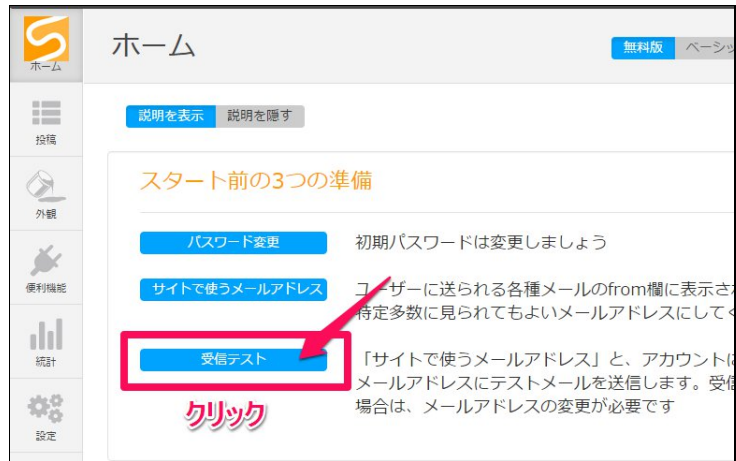 ホーム
ホーム
無料版
ベーシッ
投稿
説明を表示
説明を隠す
外観
スタート前の3つの準備
パスワード変更
初期パスワードは変更しましょう
便利機能
サイトで使うメールアドレス
ユーザーに送られる各種メールのfrom欄に表示さ
特定多数に見られてもよいメールアドレスにして
統計
受信テスト
「サイトで使うメールアドレス」と、アカウントに
メールアドレスにテストメールを送信します。受信
場合は、メールアドレスの変更が必要です
クリック
設定